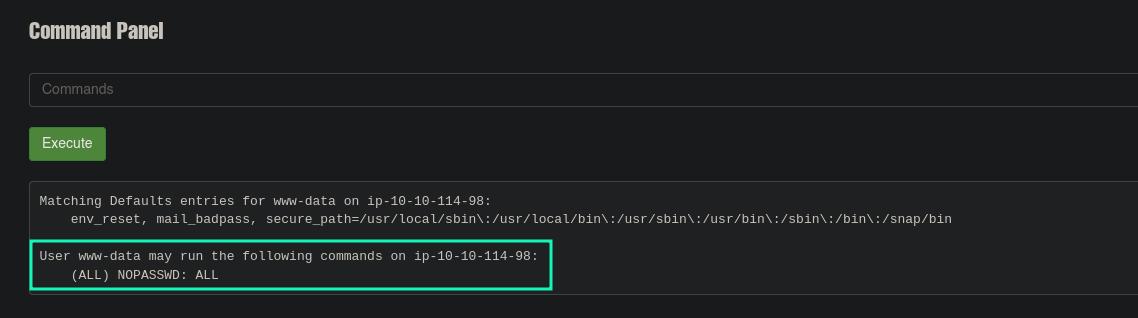 Command Panel
Commands
Execute
Matching Defaults entries for www-data on ip-10-10-114-98:
    env_reset, mail_badpass, secure_path=/usr/local/sbin\:/usr/local/bin\:/usr/sbin\:/usr/bin\:/sbin\:/bin\:/snap/bin
User www-data may run the following commands on ip-10-10-114-98:
    (ALL) NOPASSWD: ALL